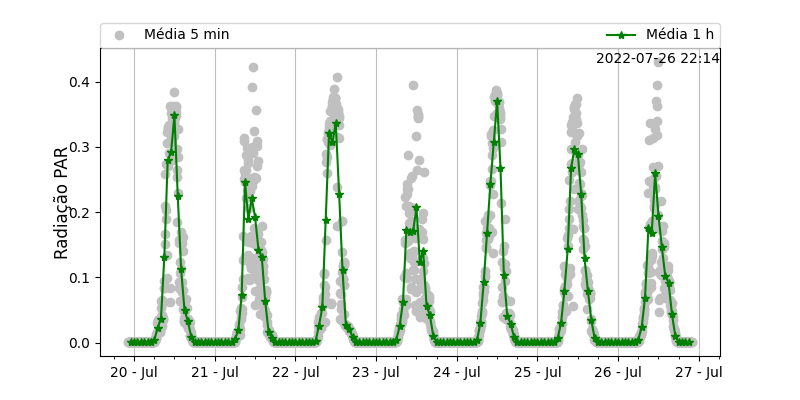 Média 5 min
Média 1 h
2022-07-26 22:14
Radiação PAR
0.4
0.3
0.2
0.1
0.0
20 - Jul 21 - Jul 22 - Jul 23 - Jul 24 - Jul 25 - Jul 26 - Jul 27 - Jul